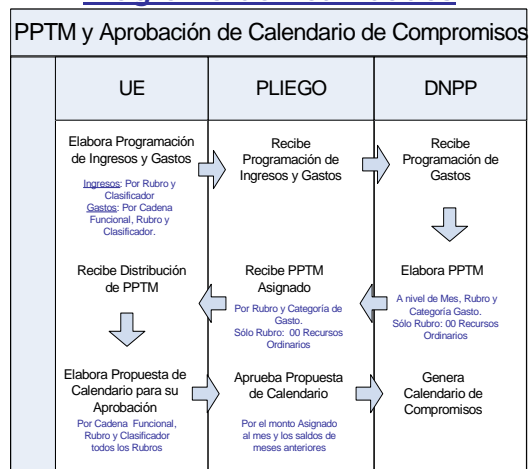 PPTM y Aprobación de Calendario de Compromisos
UE
PLIEGO
DNPP
Elabora Programación
de Ingresos y Gastos
Ingresos: Por Rubro y
Clasificador
Gastos: Por Cadena
Funcional, Rubro y
Clasificador.
Recibe
Programación de
Ingresos y Gastos
Recibe
Programación de
Gastos
Recibe Distribución
de PPTM
Recibe PPTM
Asignado
Por Rubro y Categoría de
Gasto.
Sólo Rubro: 00 Recursos
Ordinarios
Elabora PPTM
A nivel de Mes, Rubro y
Categoría Gasto.
Sólo Rubro: 00 Recursos
Ordinarios
Elabora Propuesta de
Calendario para su
Aprobación
Por Cadena Funcional,
Rubro y Clasificador
todos los Rubros
Aprueba Propuesta
de Calendario
Por el monto Asignado
al mes y los saldos de
meses anteriores
Genera
Calendario de
Compromisos